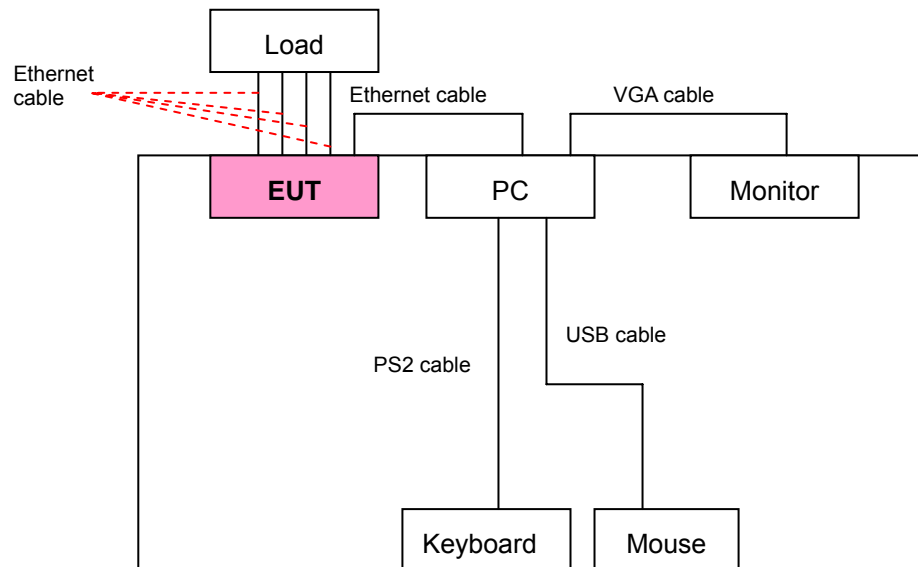 Load
Ethernet
cable
Ethernet cable
VGA cable
EUT
PC
Monitor
USB cable
PS2 cable
Keyboard
Mouse